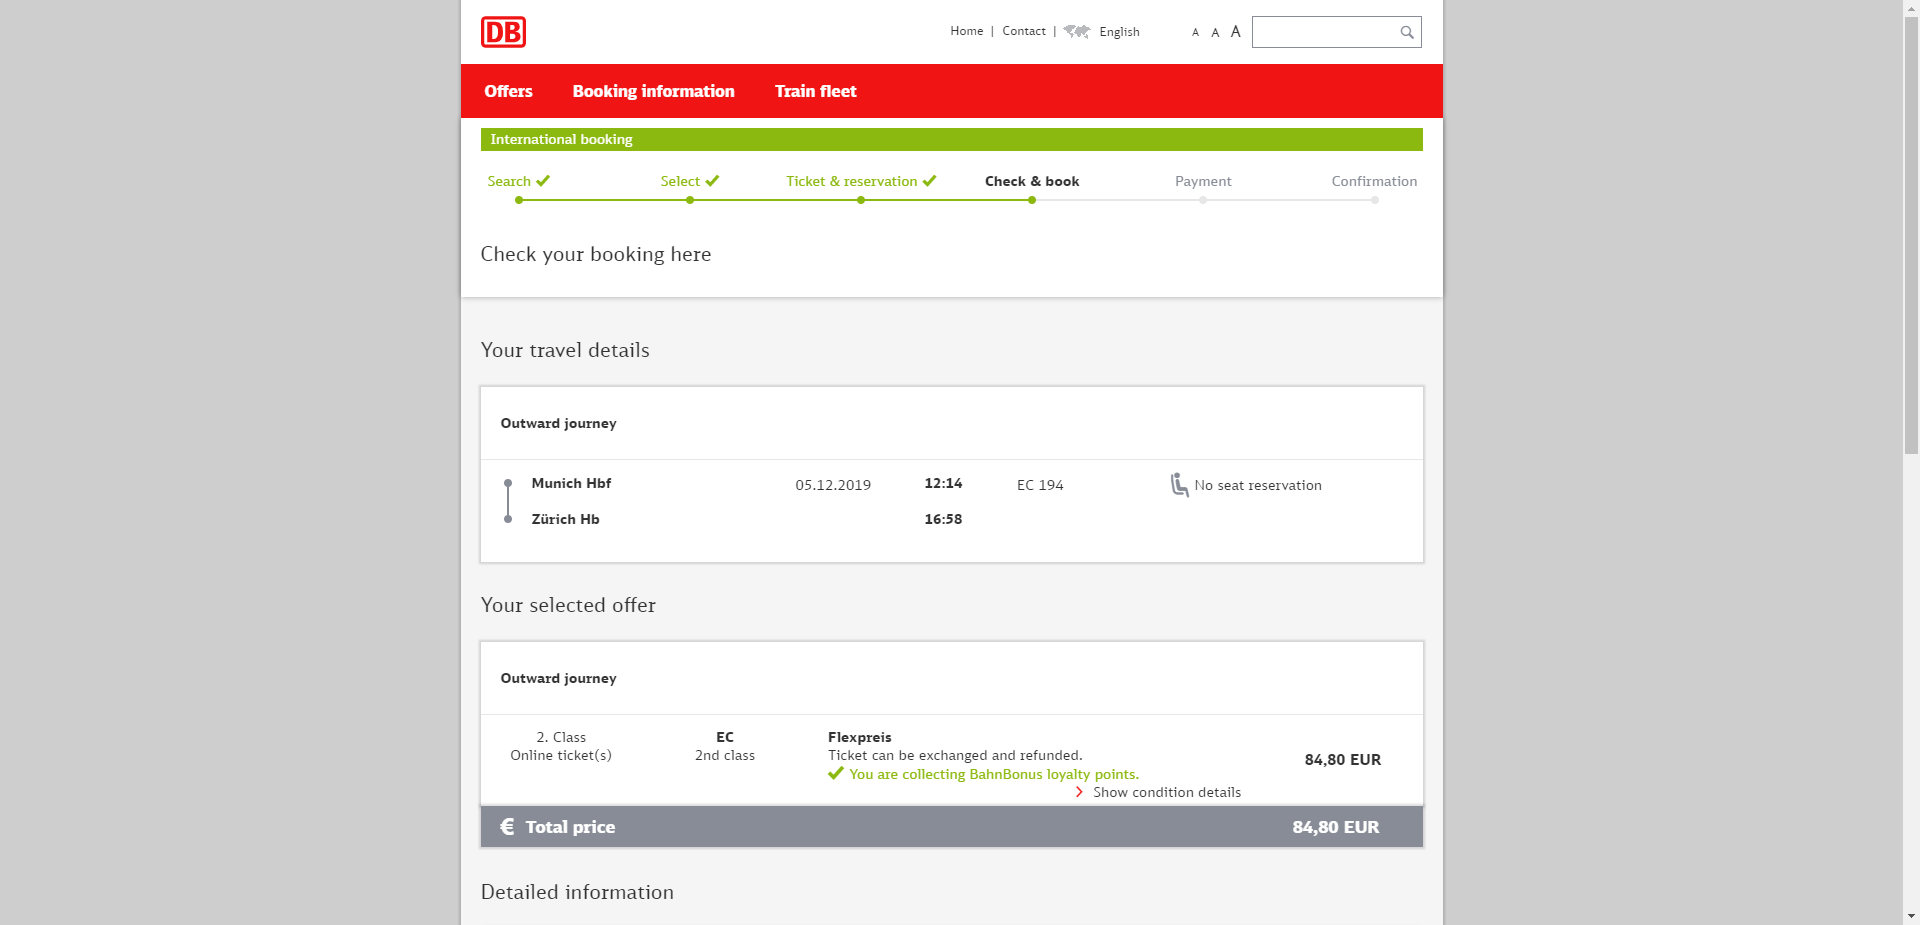 DB
Home | Contact | English A A A
Offers Booking information Train fleet
International booking
Search Select Ticket & reservation Check & book Payment Confirmation
Check your booking here
Your travel details
Outward journey
Munich Hbf 05.12.2019 12:14 EC 194 No seat reservation
Zürich Hb 16:58
Your selected offer
Outward journey
2. Class EC Flexpreis
Online ticket(s) 2nd class Ticket can be exchanged and refunded. 84,80 EUR
You are collecting BahnBonus loyalty points.
Show condition details
€ Total price 84,80 EUR
Detailed information